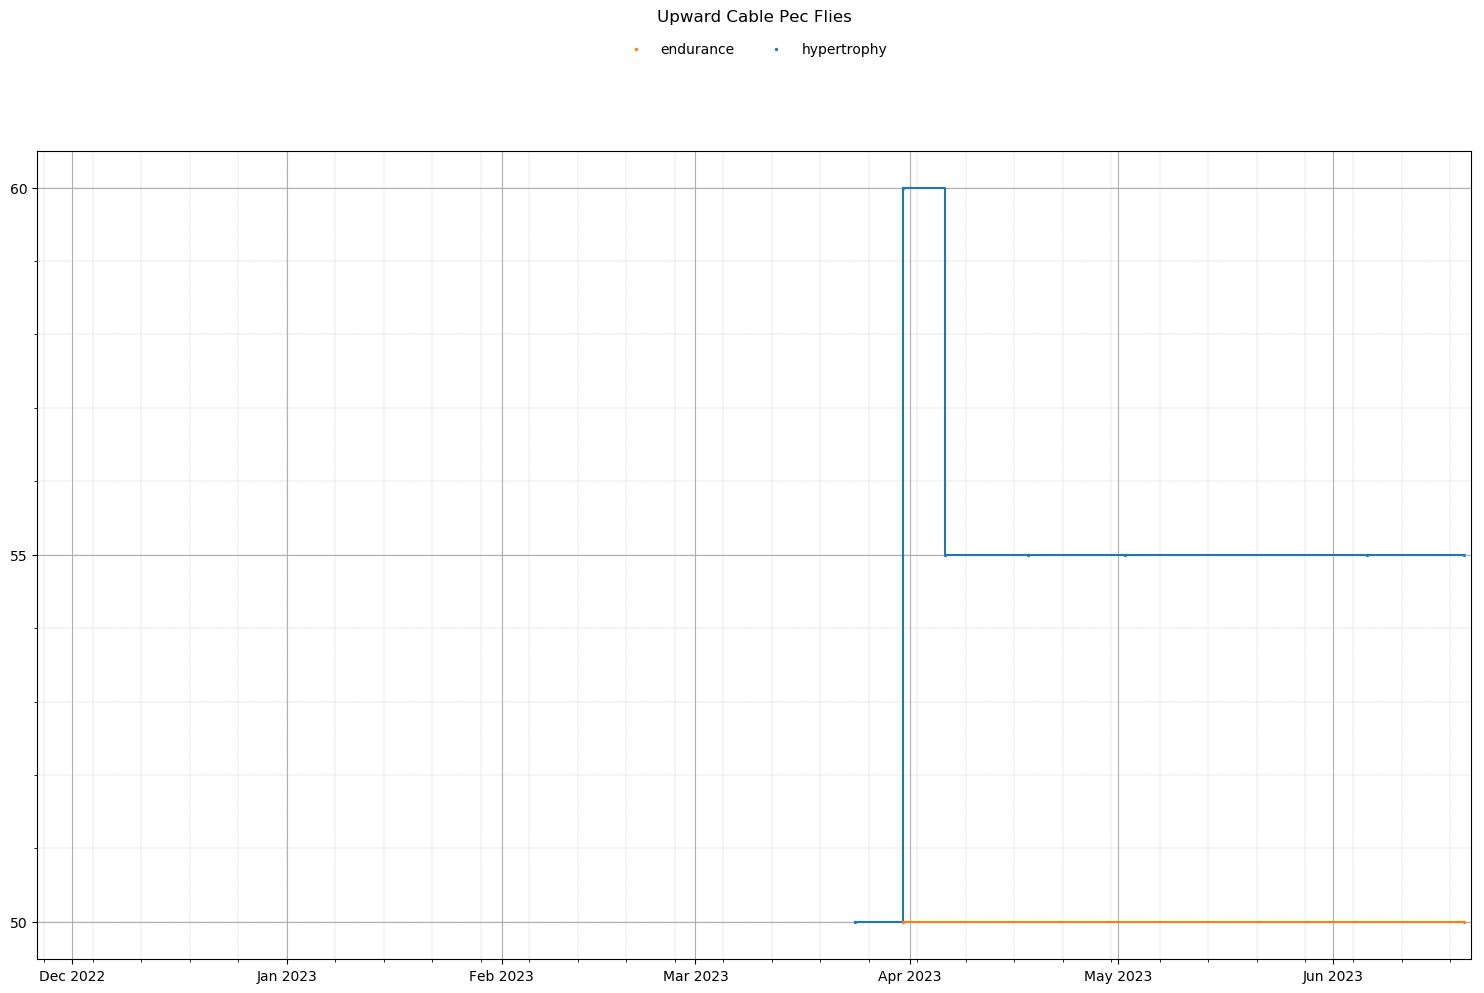 Upward Cable Pec Flies
endurance hypertrophy
60
55
50
Dec 2022 Jan 2023 Feb 2023 Mar 2023 Apr 2023 May 2023 Jun 2023